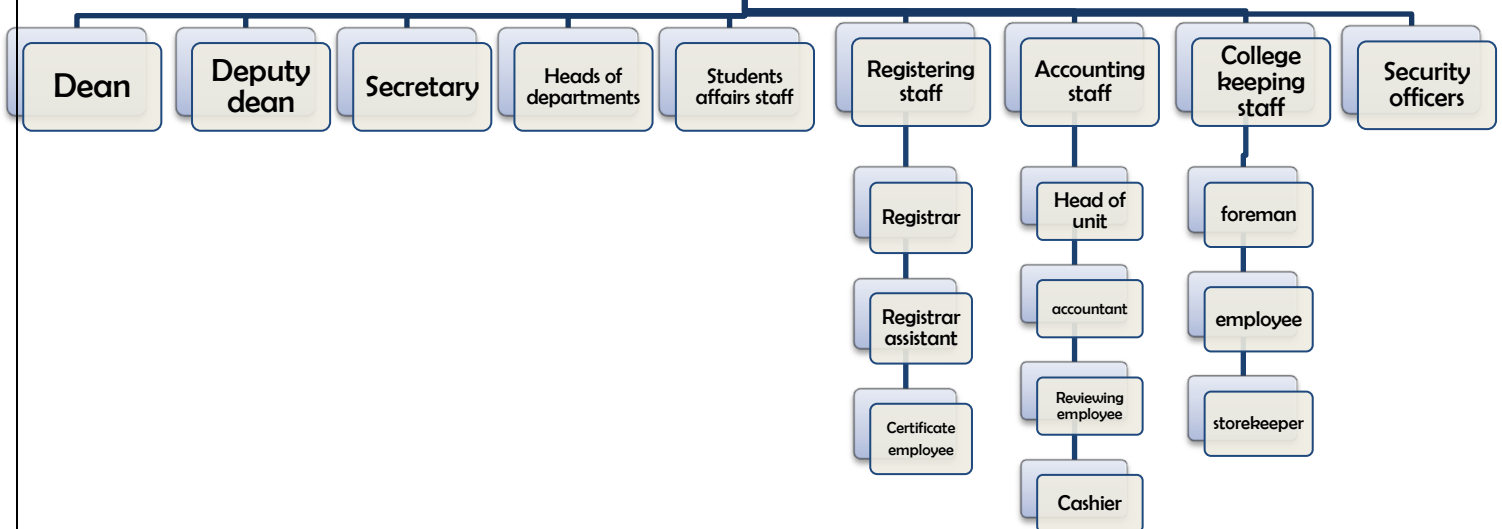 Dean
Deputy
dean
Secretary
Heads of
departments
Students
affairs staff
Registering
staff
Accounting
staff
College
keeping
staff
Security
officers
Registrar
Registrar
assistant
Certificate
employee
Head of
unit
accountant
Reviewing
employee
Cashier
foreman
employee
storekeeper